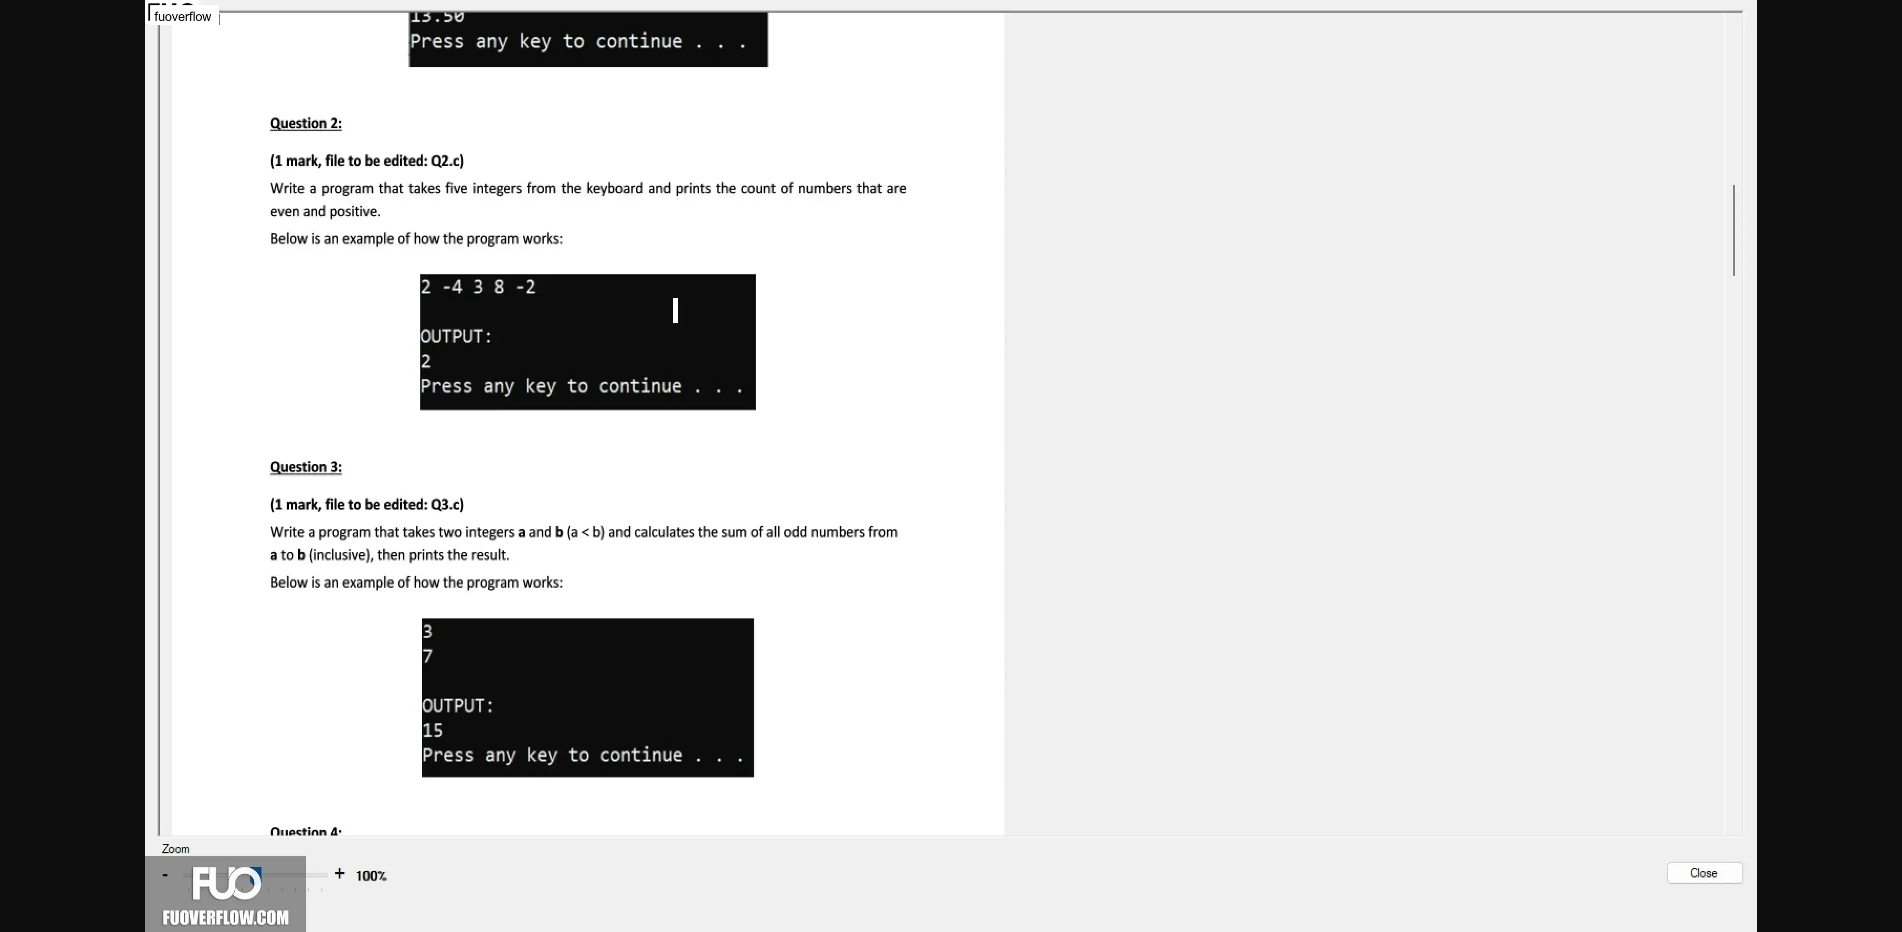 fuoverflow
13.50
Press any key to continue . . .
Question 2:
(1 mark, file to be edited: Q2.c)
Write a program that takes five integers from the keyboard and prints the count of numbers that are
even and positive.
Below is an example of how the program works:
2 -4 3 8 -2
OUTPUT:
2
Press any key to continue . . .
Question 3:
(1 mark, file to be edited: Q3.c)
Write a program that takes two integers a and b (a < b) and calculates the sum of all odd numbers from
a to b (inclusive), then prints the result.
Below is an example of how the program works:
3
7
OUTPUT:
15
Press any key to continue . . .
Question 4:
Zoom
- + 100%
Close
FUO
FUOVERFLOW.COM